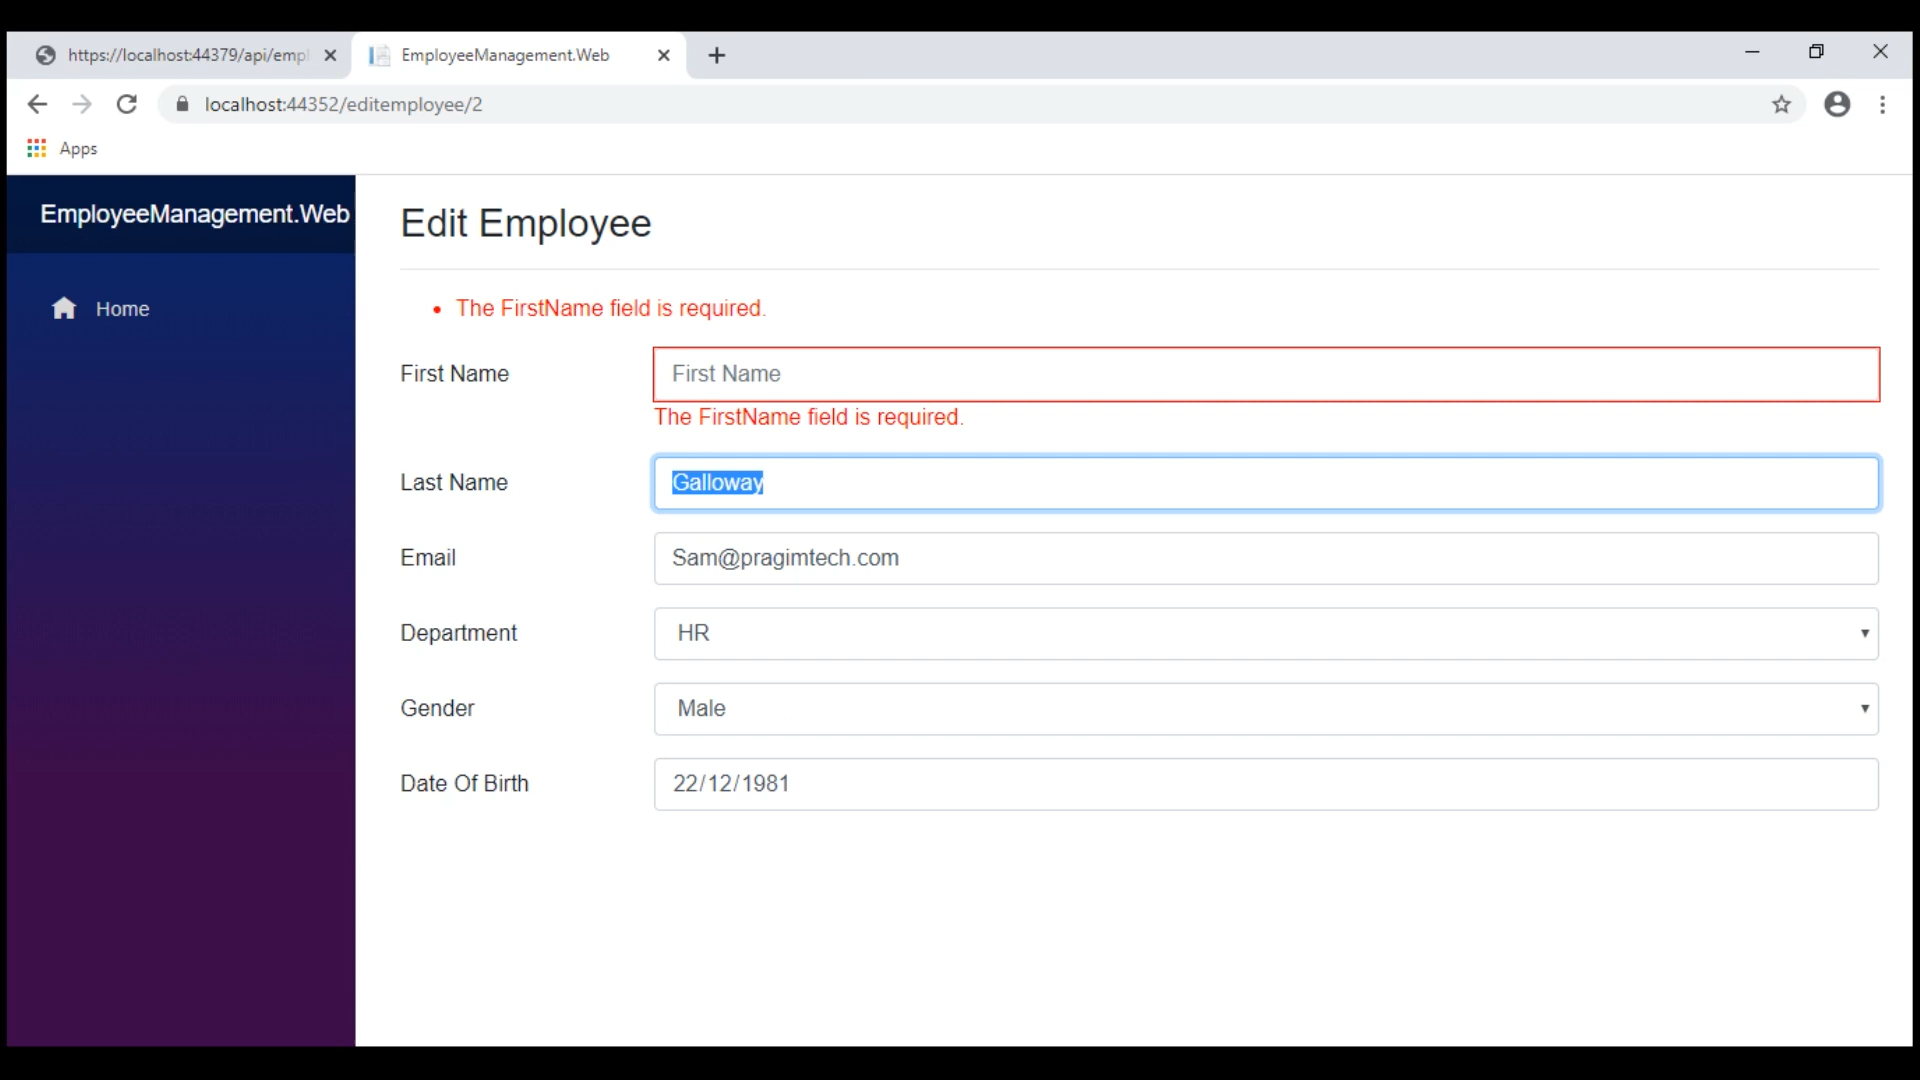 https://localhost:44379/api/empl
EmployeeManagement.Web
localhost:44352/editemployee/2
Apps
EmployeeManagement.Web
Home
Edit Employee
The FirstName field is required.
First Name
First Name
The FirstName field is required.
Last Name
Galloway
Email
Sam@pragimtech.com
Department
HR
Gender
Male
Date Of Birth
22/12/1981